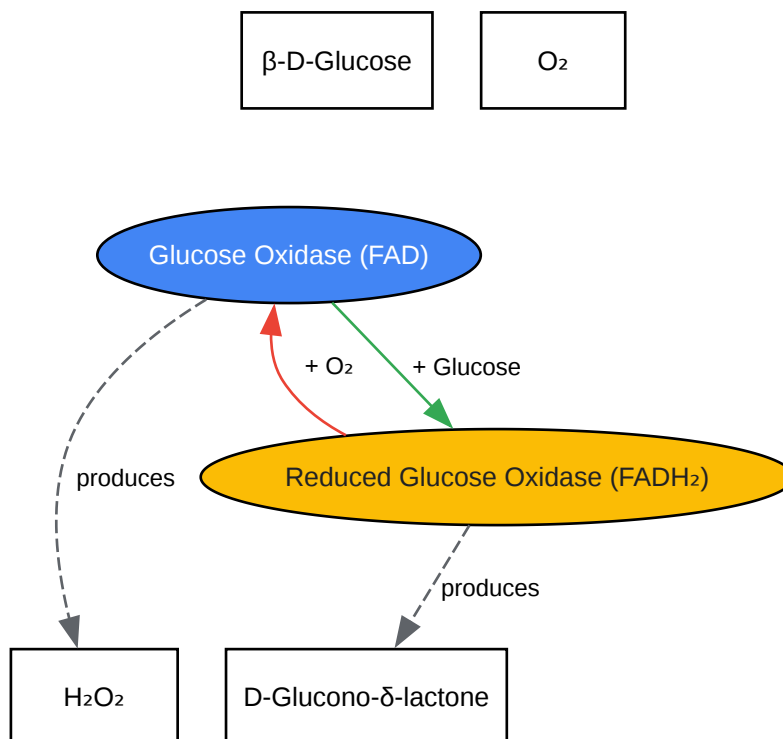 β-D-Glucose
O₂
Glucose Oxidase (FAD)
+ O₂
+ Glucose
produces
Reduced Glucose Oxidase (FADH₂)
produces
H₂O₂
D-Glucono-δ-lactone